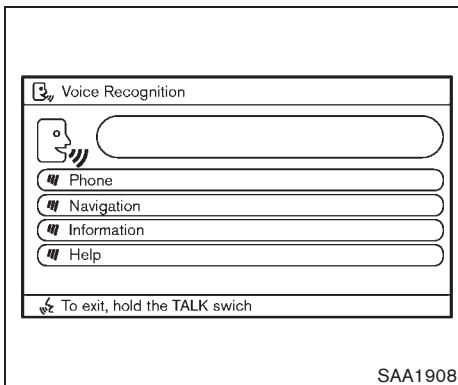 Voice Recognition
Phone
Navigation
Information
Help
To exit, hold the TALK swich
SAA1908